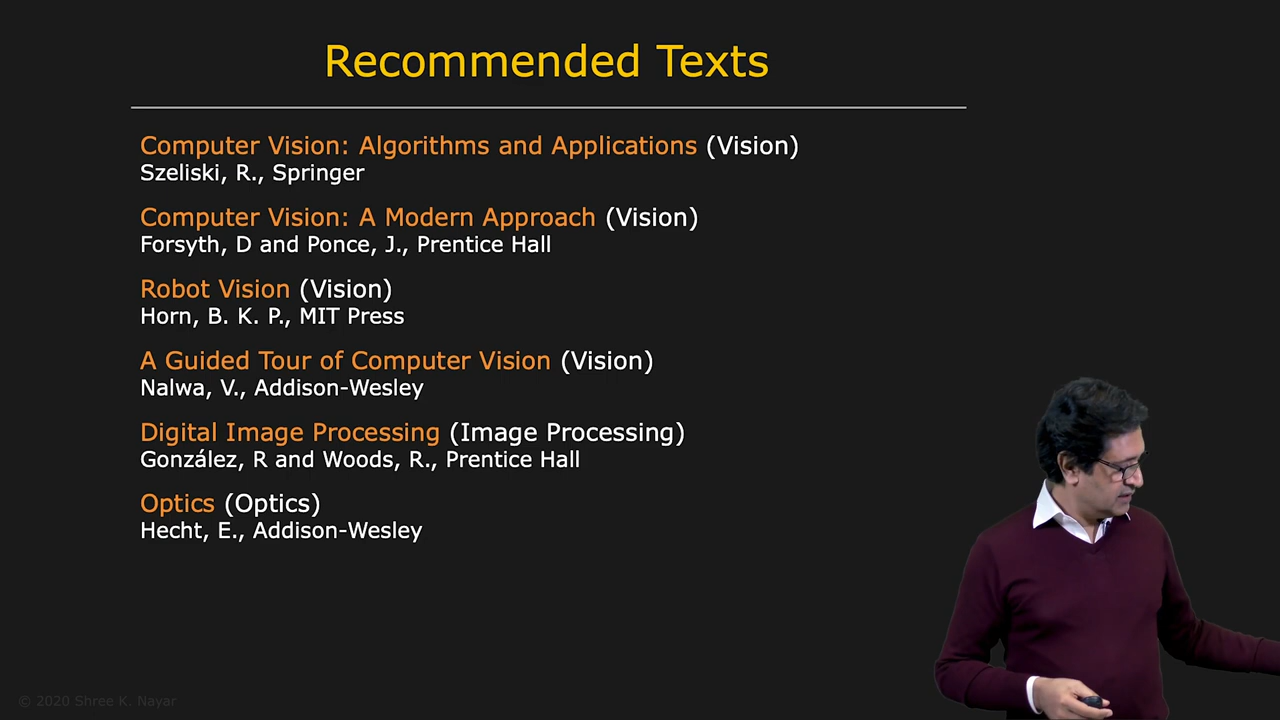 Recommended Texts
Computer Vision: Algorithms and Applications (Vision)
Szeliski, R., Springer
Computer Vision: A Modern Approach (Vision)
Forsyth, D and Ponce, J., Prentice Hall
Robot Vision (Vision)
Horn, B. K. P., MIT Press
A Guided Tour of Computer Vision (Vision)
Nalwa, V., Addison-Wesley
Digital Image Processing (Image Processing)
González, R and Woods, R., Prentice Hall
Optics (Optics)
Hecht, E., Addison-Wesley
© 2020 Shree K. Nayar